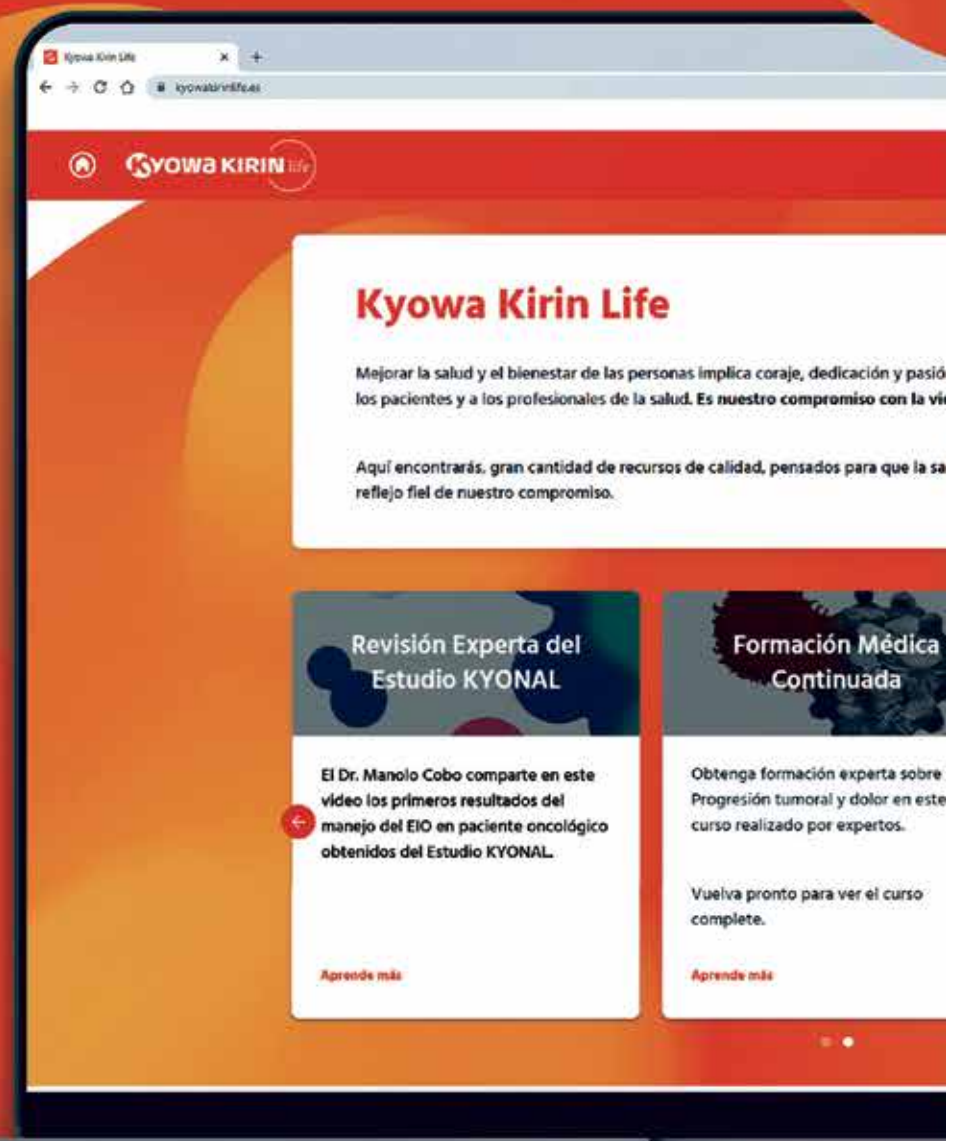 Kyowa Kirin Life
kyowakirinlife.es
KYOWA KIRIN life
Kyowa Kirin Life
Mejorar la salud y el bienestar de las personas implica coraje, dedicación y pasió
los pacientes y a los profesionales de la salud. Es nuestro compromiso con la vi
Aquí encontrarás, gran cantidad de recursos de calidad, pensados para que la sa
reflejo fiel de nuestro compromiso.
Revisión Experta del
Estudio KYONAL
El Dr. Manolo Cobo comparte en este
video los primeros resultados del
manejo del EIO en paciente oncológico
obtenidos del Estudio KYONAL.
Aprende más
Formación Médica
Continuada
Obtenga formación experta sobre
Progresión tumoral y dolor en este
curso realizado por expertos.
Vuelva pronto para ver el curso
complete.
Aprende más